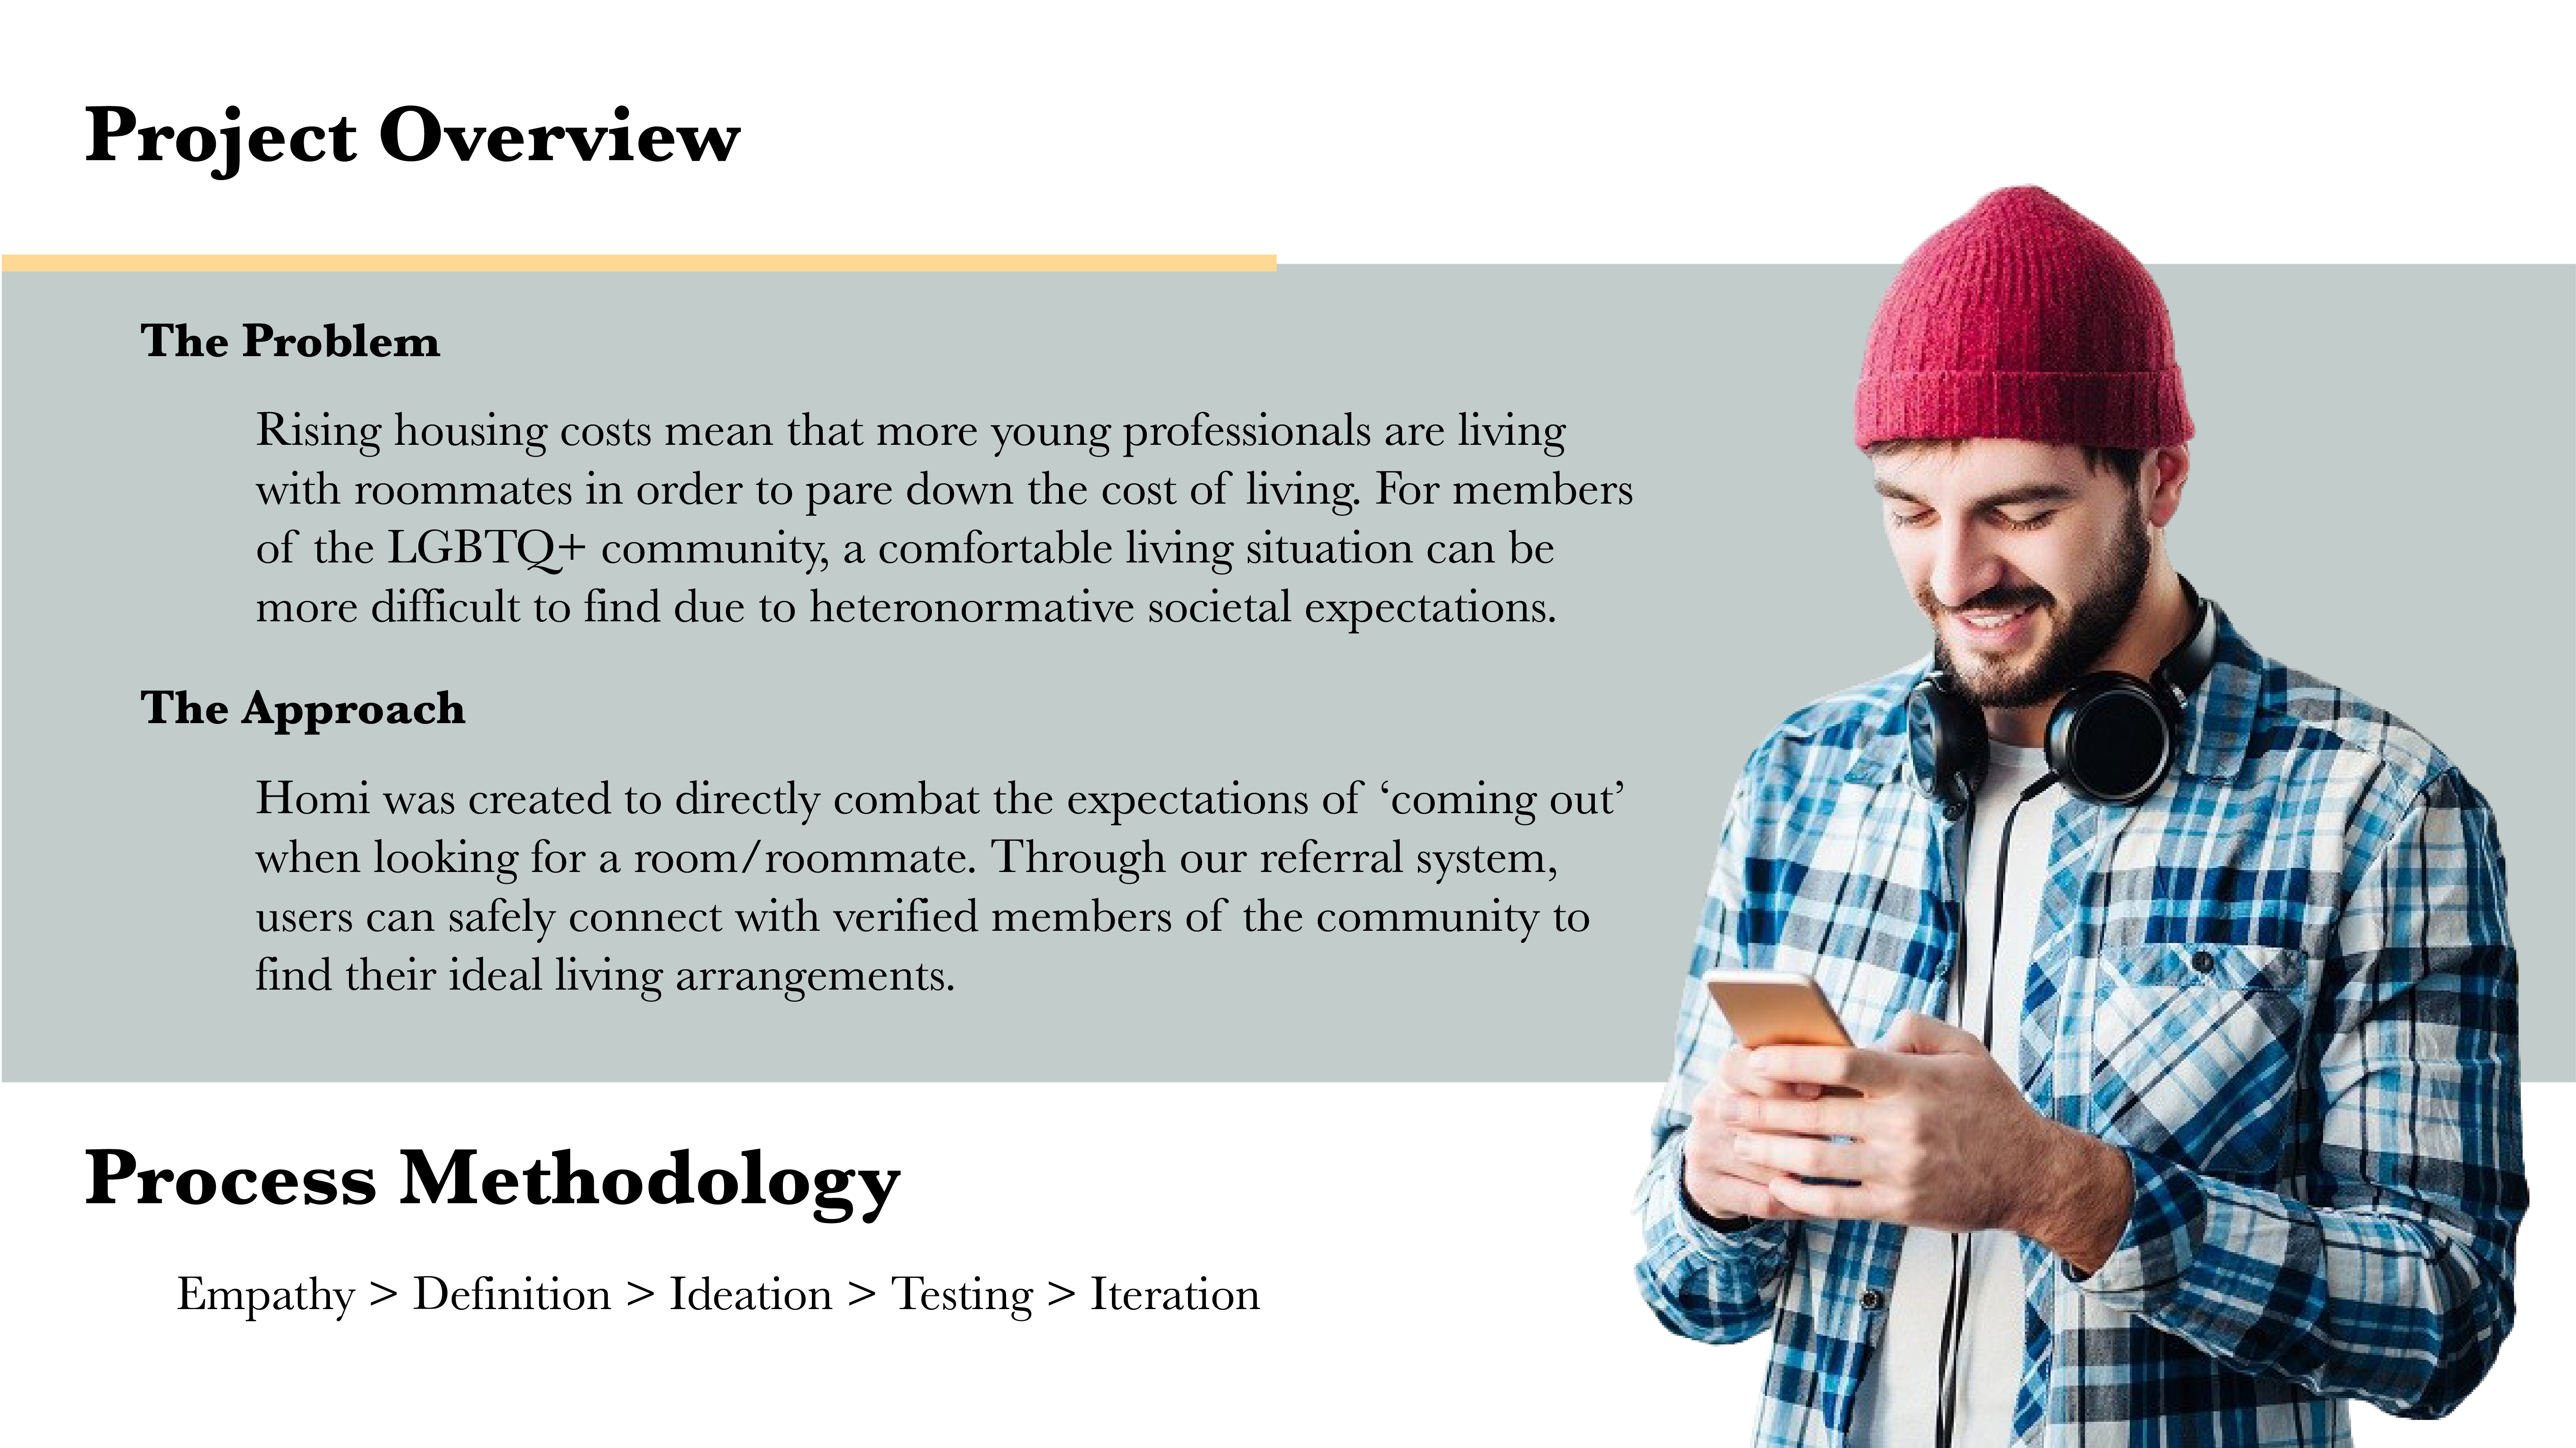 Project Overview
The Problem
Rising housing costs mean that more young professionals are living
with roommates in order to pare down the cost of living. For members
of the LGBTQ+ community, a comfortable living situation can be
more difficult to find due to heteronormative societal expectations.
The Approach
Homi was created to directly combat the expectations of ‘coming out’
when looking for a room/roommate. Through our referral system,
users can safely connect with verified members of the community to
find their ideal living arrangements.
Process Methodology
Empathy > Definition > Ideation > Testing > Iteration